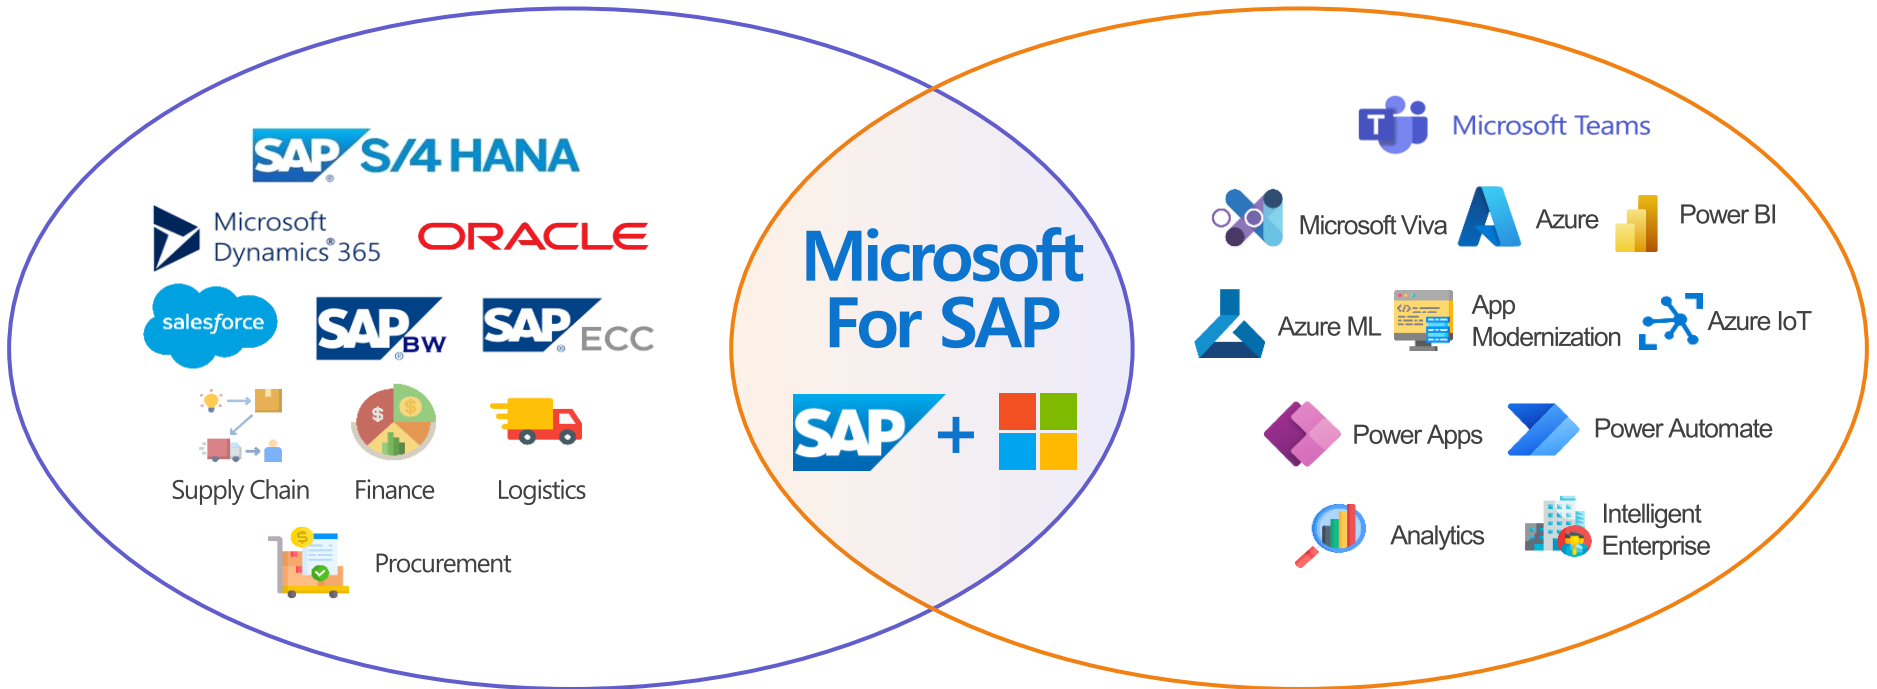 SAP® S/4 HANA
Microsoft
Dynamics® 365
ORACLE
salesforce
SAP® BW
SAP® ECC
$ $
Supply Chain
Finance
Logistics
$
Procurement
Microsoft
For SAP
SAP +
T Microsoft Teams
Microsoft Viva
Azure
Power BI
Azure ML
</>
App
Modernization
Azure IoT
Power Apps
Power Automate
Analytics
Intelligent
Enterprise